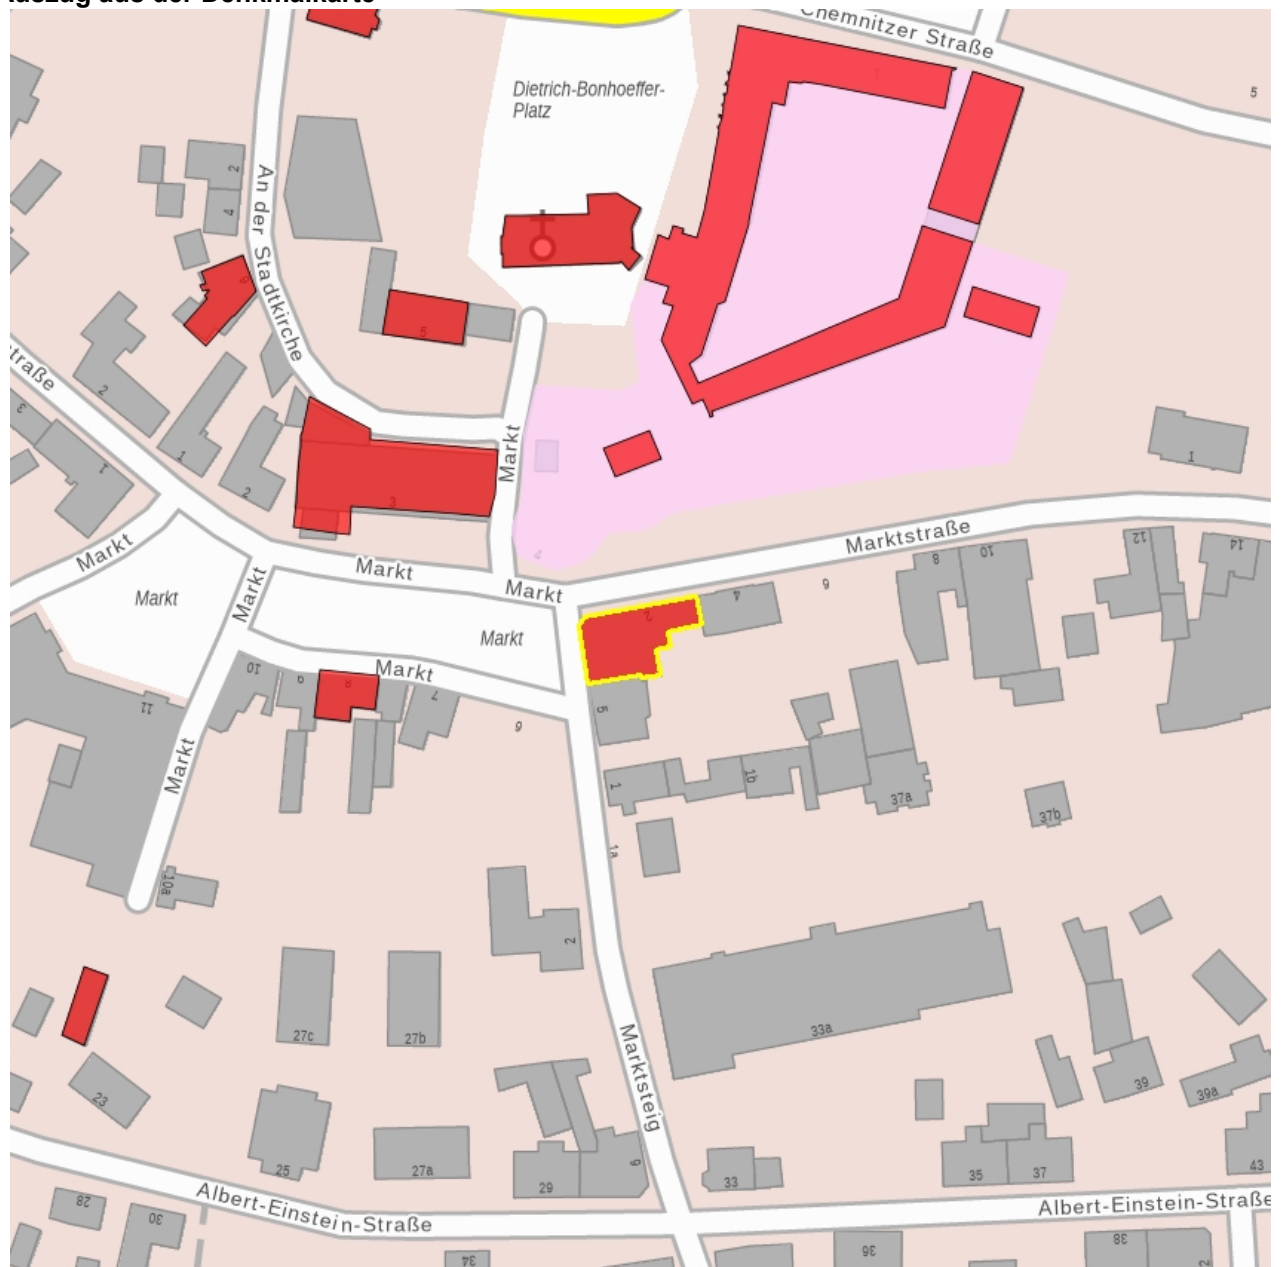 Auszug aus der Denkmalkarte
Chemnitzer Straße
1
5
Dietrich-Bonhoeffer-
Platz
2
4
An der Stadtkirche
6
5
2
straße
3
1
1
2
3
Markt
1
4
Marktstraße
Markt
Markt
Markt
Markt
Markt
Markt
2
4
6
8
10
12
14
Markt
10
9
8
7
6
5
11
Markt
1
1b
37a
37b
1a
10a
2
27c
27b
33a
Marktsteig
23
39
39a
25
27a
29
9
33
35
37
43
Albert-Einstein-Straße
Albert-Einstein-Straße
28
30
34
36
38
2